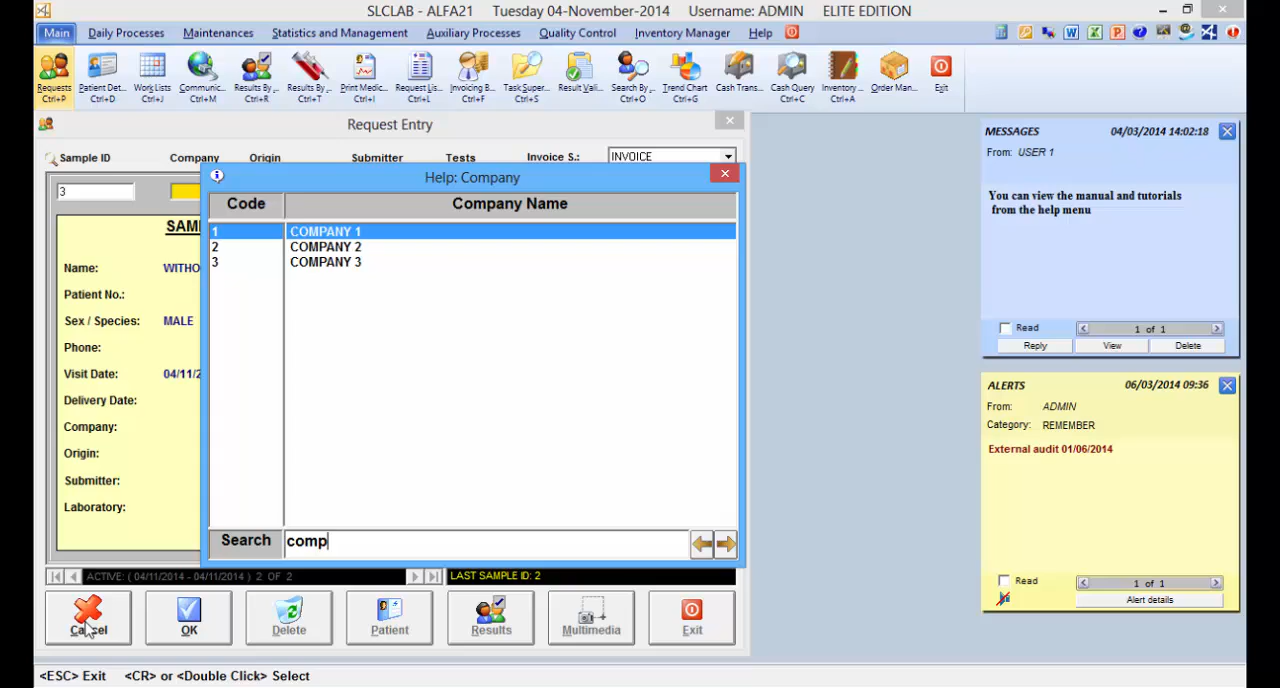 SLCLAB - ALFA21 Tuesday 04-November-2014 Username: ADMIN ELITE EDITION
Main Daily Processes Maintenances Statistics and Management Auxiliary Processes Quality Control Inventory Manager Help
Requests Patient Det... Work Lists Communic... Results By ... Results By ... Print Medic... Request Lis... Invoicing B... Task Super... Result Vali... Search By ... Trend Chart Cash Trans... Cash Query Inventory ... Order Man... Exit
Ctrl+P Ctrl+D Ctrl+J Ctrl+M Ctrl+R Ctrl+T Ctrl+I Ctrl+L Ctrl+F Ctrl+S Ctrl+O Ctrl+G Ctrl+C Ctrl+A
Request Entry
Sample ID Company Origin Submitter Tests Invoice S.: INVOICE
3
Help: Company
Code Company Name
1 COMPANY 1
2 COMPANY 2
3 COMPANY 3
Search comp
SAM
Name: WITHO
Patient No.:
Sex / Species: MALE
Phone:
Visit Date: 04/11/2
Delivery Date:
Company:
Origin:
Submitter:
Laboratory:
ACTIVE: ( 04/11/2014 - 04/11/2014 ) 2 OF 2 LAST SAMPLE ID: 2
Cancel OK Delete Patient Results Multimedia Exit
<ESC> Exit <CR> or <Double Click> Select
MESSAGES 04/03/2014 14:02:18
From: USER 1
You can view the manual and tutorials
from the help menu
Read 1 of 1
Reply View Delete
ALERTS 06/03/2014 09:36
From: ADMIN
Category: REMEMBER
External audit 01/06/2014
Read 1 of 1
Alert details